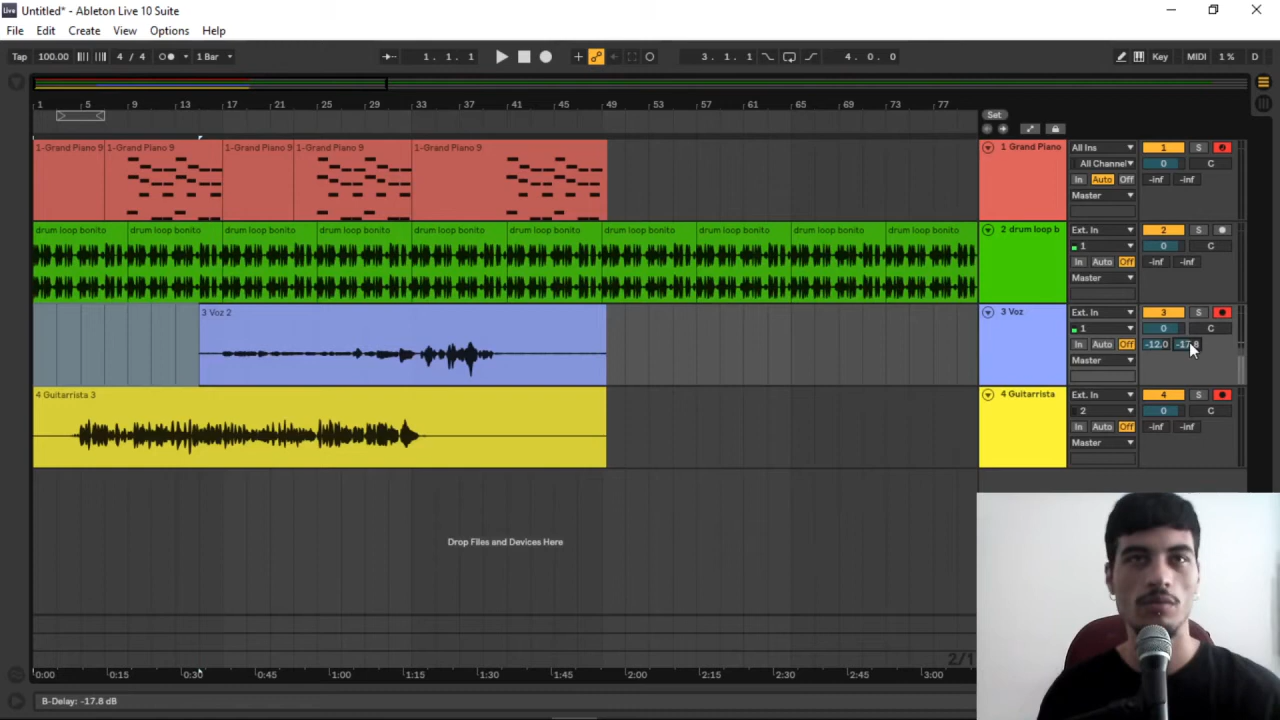 Live Untitled* - Ableton Live 10 Suite
File Edit Create View Options Help
Tap 100.00 4 / 4 1 Bar 1. 1. 1 3. 1. 1 4. 0. 0 Key MIDI 1 % D
1 5 9 13 17 21 25 29 33 37 41 45 49 53 57 61 65 69 73 77
Set
1-Grand Piano 9 1-Grand Piano 9 1-Grand Piano 9 1-Grand Piano 9 1-Grand Piano 9 1 Grand Piano All Ins 1 S
All Channel 0 C
In Auto Off -inf -inf
Master
drum loop bonito drum loop bonito drum loop bonito drum loop bonito drum loop bonito drum loop bonito drum loop bonito drum loop bonito drum loop bonito drum loop bonito 2 drum loop b Ext. In 2 S
1 0 C
In Auto Off -inf -inf
Master
3 Voz 2 3 Voz Ext. In 3 S
1 0 C
In Auto Off -12.0 -17.8
Master
4 Guitarrista 3 4 Guitarrista Ext. In 4 S
2 0 C
In Auto Off -inf -inf
Master
Drop Files and Devices Here
2/1
0:00 0:15 0:30 0:45 1:00 1:15 1:30 1:45 2:00 2:15 2:30 2:45 3:00
B-Delay: -17.8 dB